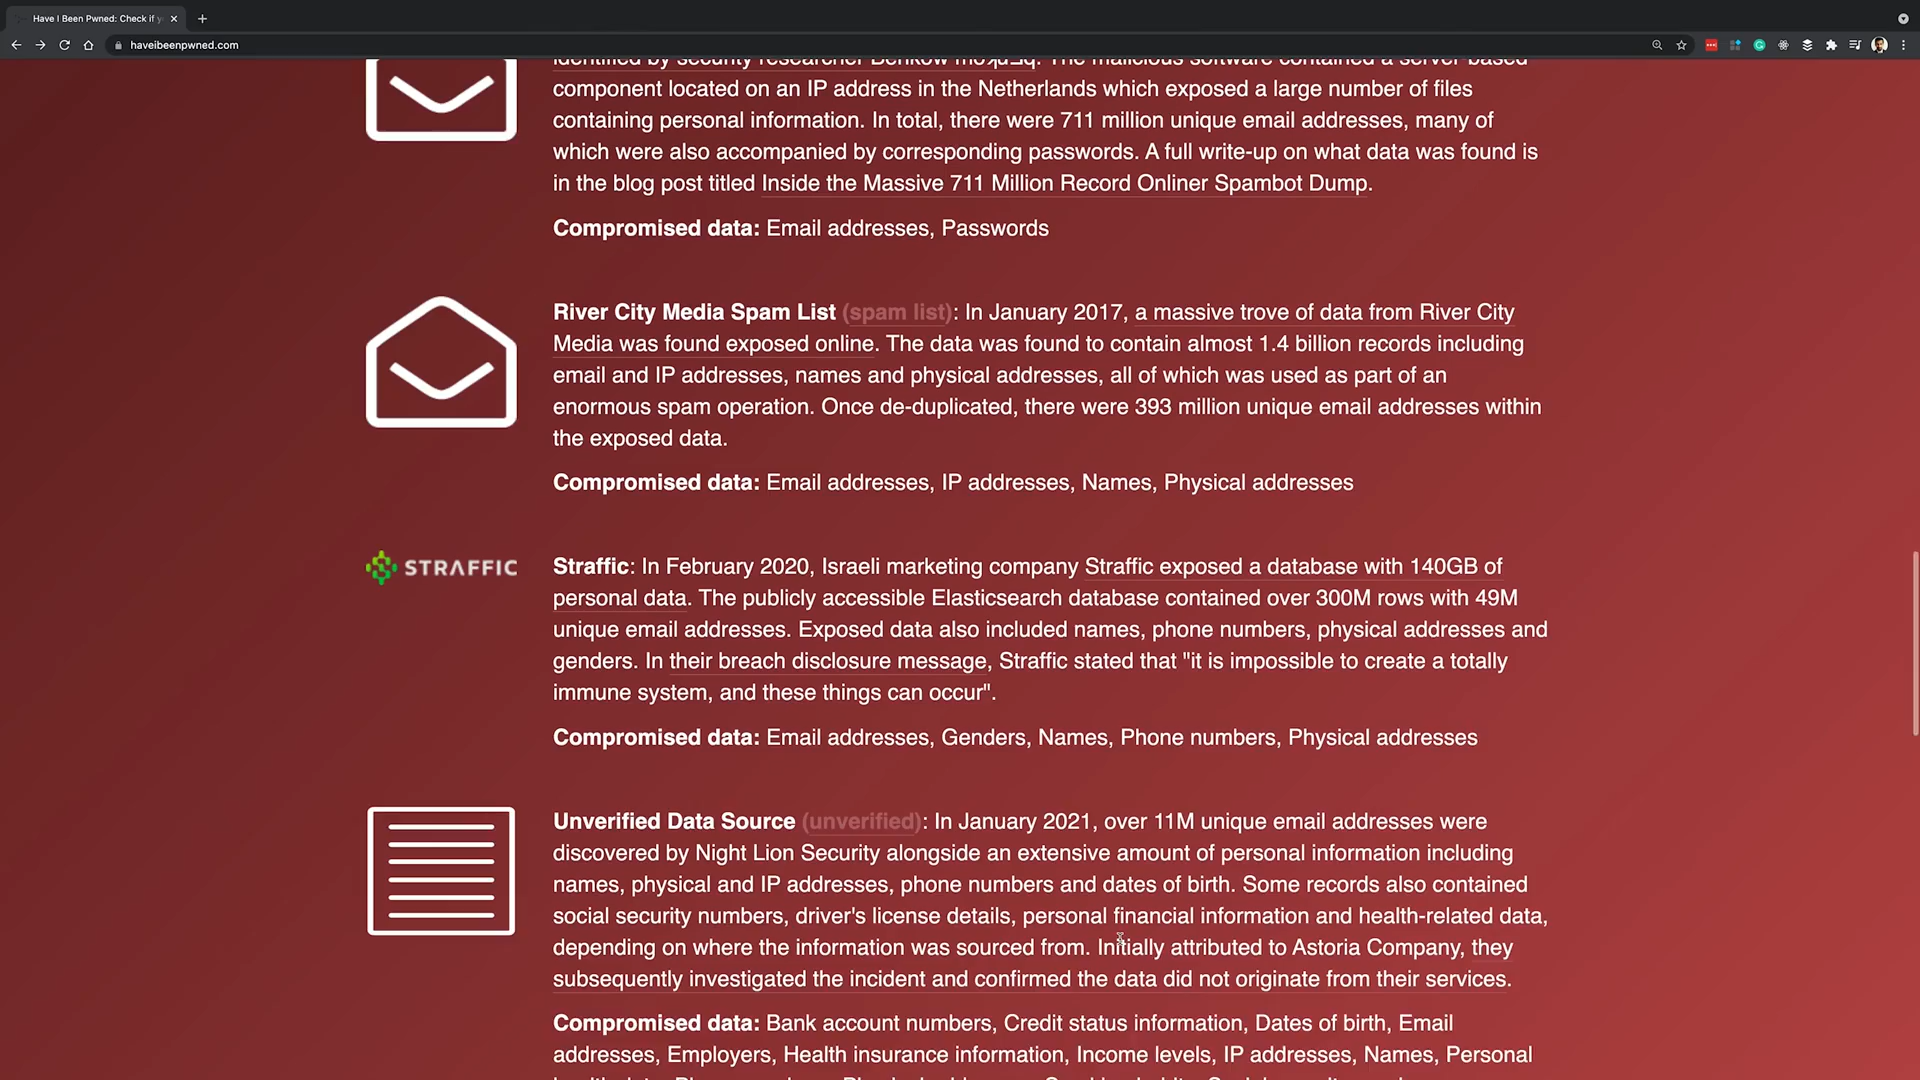 Have I Been Pwned: Check if y
haveibeenpwned.com
identified by security researcher Benkow moʞuƎq. The malicious software contained a server-based
component located on an IP address in the Netherlands which exposed a large number of files
containing personal information. In total, there were 711 million unique email addresses, many of
which were also accompanied by corresponding passwords. A full write-up on what data was found is
in the blog post titled Inside the Massive 711 Million Record Onliner Spambot Dump.
Compromised data: Email addresses, Passwords
River City Media Spam List (spam list): In January 2017, a massive trove of data from River City
Media was found exposed online. The data was found to contain almost 1.4 billion records including
email and IP addresses, names and physical addresses, all of which was used as part of an
enormous spam operation. Once de-duplicated, there were 393 million unique email addresses within
the exposed data.
Compromised data: Email addresses, IP addresses, Names, Physical addresses
STRAFFIC
Straffic: In February 2020, Israeli marketing company Straffic exposed a database with 140GB of
personal data. The publicly accessible Elasticsearch database contained over 300M rows with 49M
unique email addresses. Exposed data also included names, phone numbers, physical addresses and
genders. In their breach disclosure message, Straffic stated that "it is impossible to create a totally
immune system, and these things can occur".
Compromised data: Email addresses, Genders, Names, Phone numbers, Physical addresses
Unverified Data Source (unverified): In January 2021, over 11M unique email addresses were
discovered by Night Lion Security alongside an extensive amount of personal information including
names, physical and IP addresses, phone numbers and dates of birth. Some records also contained
social security numbers, driver's license details, personal financial information and health-related data,
depending on where the information was sourced from. Initially attributed to Astoria Company, they
subsequently investigated the incident and confirmed the data did not originate from their services.
Compromised data: Bank account numbers, Credit status information, Dates of birth, Email
addresses, Employers, Health insurance information, Income levels, IP addresses, Names, Personal